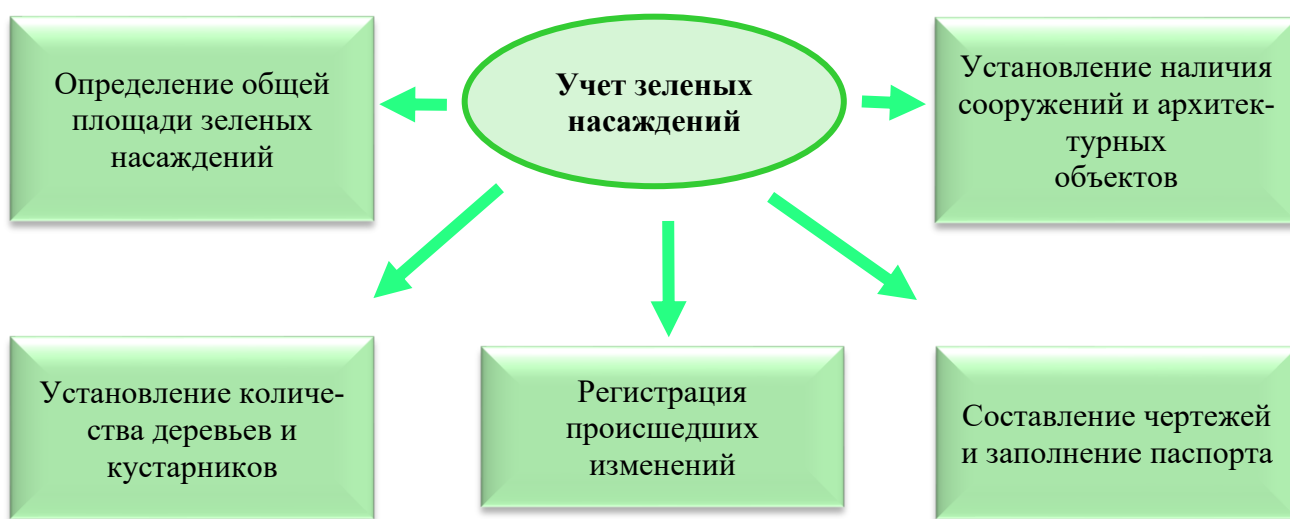 Определение общей
площади зеленых
насаждений
Учет зеленых
насаждений
Установление наличия
сооружений и архитек-
турных
объектов
Установление количе-
ства деревьев и
кустарников
Регистрация
происшедших
изменений
Составление чертежей
и заполнение паспорта